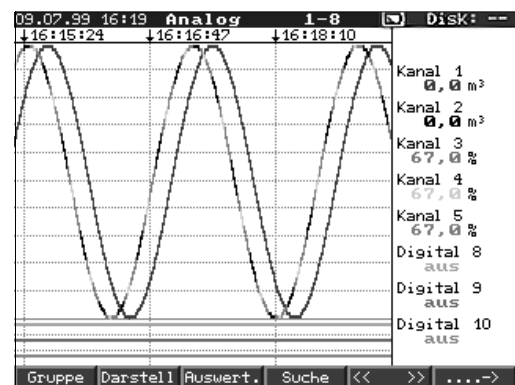 09.07.99 16:19 Analog 1-8 Disk: --
↓16:15:24 ↓16:16:47 ↓16:18:10
Kanal 1
0,0 m³
Kanal 2
0,0 m³
Kanal 3
67,0 %
Kanal 4
67,0 %
Kanal 5
67,0 %
Digital 8
aus
Digital 9
aus
Digital 10
aus
Gruppe Darstell Auswert. Suche << >> ....->